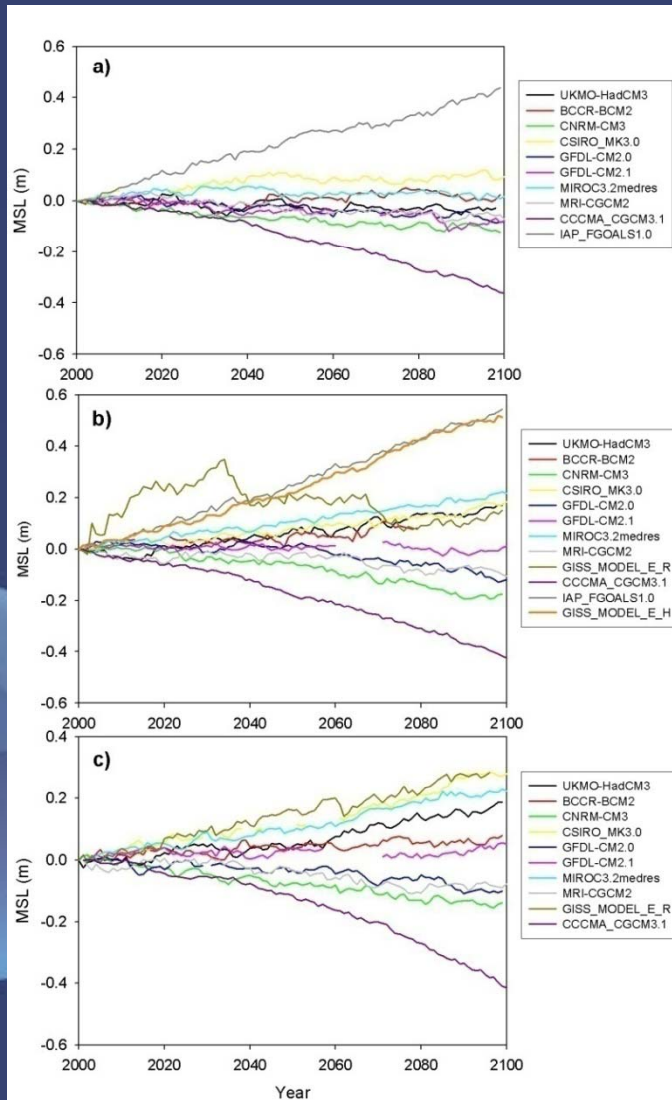 a)
MSL (m)
0.6
0.4
0.2
0.0
-0.2
-0.4
-0.6
2000 2020 2040 2060 2080 2100
UKMO-HadCM3
BCCR-BCM2
CNRM-CM3
CSIRO_MK3.0
GFDL-CM2.0
GFDL-CM2.1
MIROC3.2medres
MRI-CGCM2
CCCMA_CGCM3.1
IAP_FGOALS1.0
b)
MSL (m)
0.6
0.4
0.2
0.0
-0.2
-0.4
-0.6
2000 2020 2040 2060 2080 2100
UKMO-HadCM3
BCCR-BCM2
CNRM-CM3
CSIRO_MK3.0
GFDL-CM2.0
GFDL-CM2.1
MIROC3.2medres
MRI-CGCM2
GISS_MODEL_E_R
CCCMA_CGCM3.1
IAP_FGOALS1.0
GISS_MODEL_E_H
c)
MSL (m)
0.4
0.2
0.0
-0.2
-0.4
-0.6
2000 2020 2040 2060 2080 2100
Year
UKMO-HadCM3
BCCR-BCM2
CNRM-CM3
CSIRO_MK3.0
GFDL-CM2.0
GFDL-CM2.1
MIROC3.2medres
MRI-CGCM2
GISS_MODEL_E_R
CCCMA_CGCM3.1